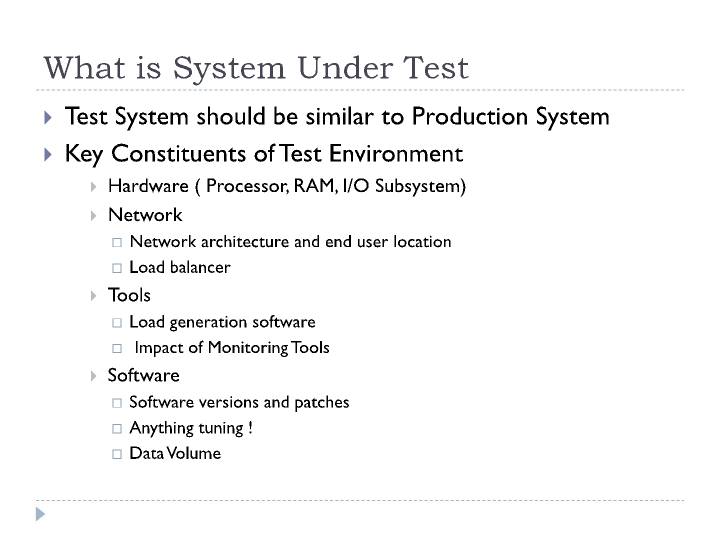 What is System Under Test
Test System should be similar to Production System
Key Constituents of Test Environment
Hardware ( Processor, RAM, I/O Subsystem)
Network
Network architecture and end user location
Load balancer
Tools
Load generation software
Impact of Monitoring Tools
Software
Software versions and patches
Anything tuning !
Data Volume